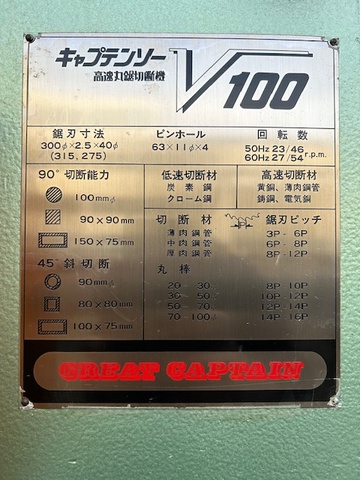 キャプテンソー V100
高速丸鋸切断機
鋸刃寸法 ピンホール 回転数
300φ×2.5×40φ 63×11φ×4 50Hz 23/46 r.p.m.
(315, 275) 60Hz 27/54
90°切断能力 低速切断材 高速切断材
炭素鋼 黄銅、薄肉鋼管
100mmφ クローム鋼 鋳鋼、電気銅
切断材 鋸刃ピッチ
90×90mm 薄肉鋼管 3P-6P
中肉鋼管 6P-8P
150×75mm 厚肉鋼管 8P-12P
45°斜切断 丸棒
90mmφ 20-30 8P-10P
30-50 10P-12P
80×80mm 50-70 12P-14P
70-100φ 14P-16P
100×75mm
GREAT CAPTAIN